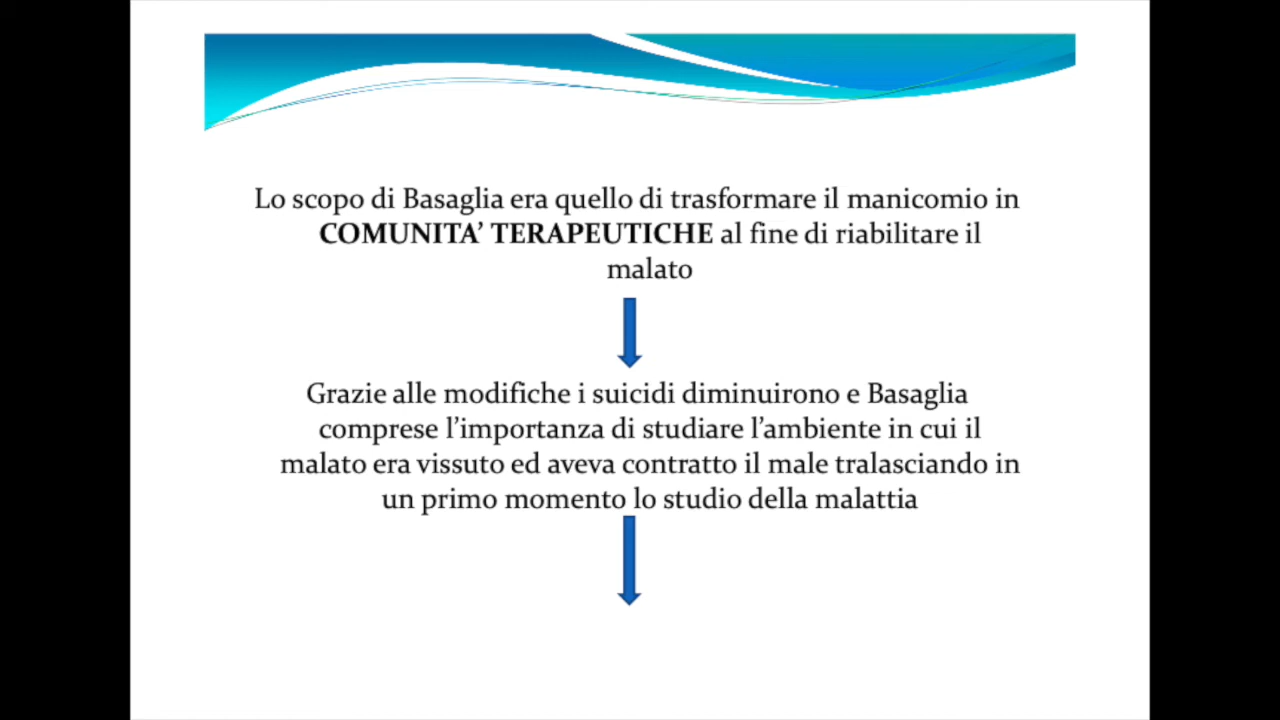 Lo scopo di Basaglia era quello di trasformare il manicomio in
COMUNITA’ TERAPEUTICHE al fine di riabilitare il
malato
Grazie alle modifiche i suicidi diminuirono e Basaglia
comprese l’importanza di studiare l’ambiente in cui il
malato era vissuto ed aveva contratto il male tralasciando in
un primo momento lo studio della malattia